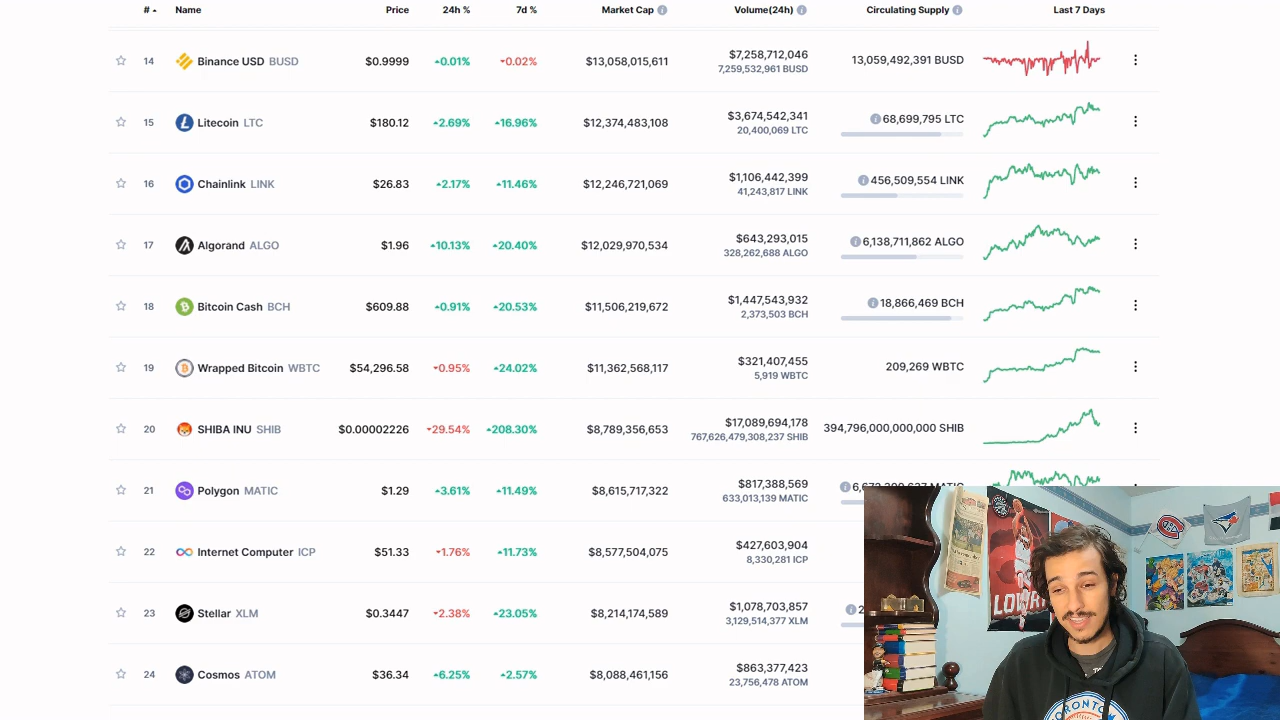 # Name Price 24h % 7d % Market Cap Volume(24h) Circulating Supply Last 7 Days
14 Binance USD BUSD $0.9999 0.01% 0.02% $13,058,015,611 $7,258,712,046 13,059,492,391 BUSD
7,259,532,961 BUSD
15 Litecoin LTC $180.12 2.69% 16.96% $12,374,483,108 $3,674,542,341 68,699,795 LTC
20,400,069 LTC
16 Chainlink LINK $26.83 2.17% 11.46% $12,246,721,069 $1,106,442,399 456,509,554 LINK
41,243,817 LINK
17 Algorand ALGO $1.96 10.13% 20.40% $12,029,970,534 $643,293,015 6,138,711,862 ALGO
328,262,688 ALGO
18 Bitcoin Cash BCH $609.88 0.91% 20.53% $11,506,219,672 $1,447,543,932 18,866,469 BCH
2,373,503 BCH
19 Wrapped Bitcoin WBTC $54,296.58 0.95% 24.02% $11,362,568,117 $321,407,455 209,269 WBTC
5,919 WBTC
20 SHIBA INU SHIB $0.00002226 29.54% 208.30% $8,789,356,653 $17,089,694,178 394,796,000,000,000 SHIB
767,626,479,308,237 SHIB
21 Polygon MATIC $1.29 3.61% 11.49% $8,615,717,322 $817,388,569
633,013,139 MATIC
22 Internet Computer ICP $51.33 1.76% 11.73% $8,577,504,075 $427,603,904
8,330,281 ICP
23 Stellar XLM $0.3447 2.38% 23.05% $8,214,174,589 $1,078,703,857
3,129,514,377 XLM
24 Cosmos ATOM $36.34 6.25% 2.57% $8,088,461,156 $863,377,423
23,756,478 ATOM